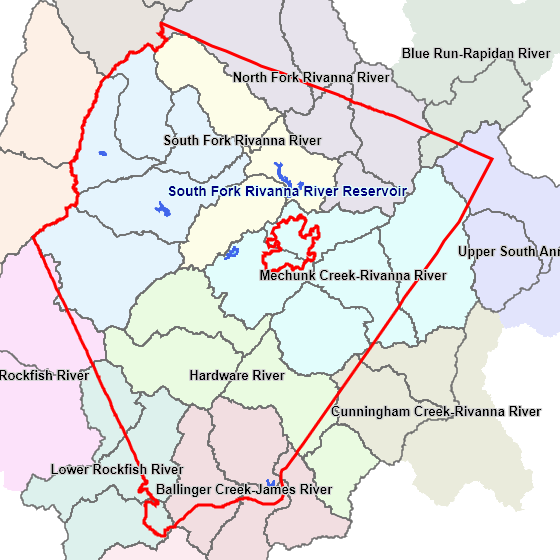 Blue Run-Rapidan River
North Fork Rivanna River
South Fork Rivanna River
South Fork Rivanna River Reservoir
Upper South An
Mechunk Creek-Rivanna River
Rockfish River
Hardware River
Cunningham Creek-Rivanna River
Lower Rockfish River
Ballinger Creek-James River